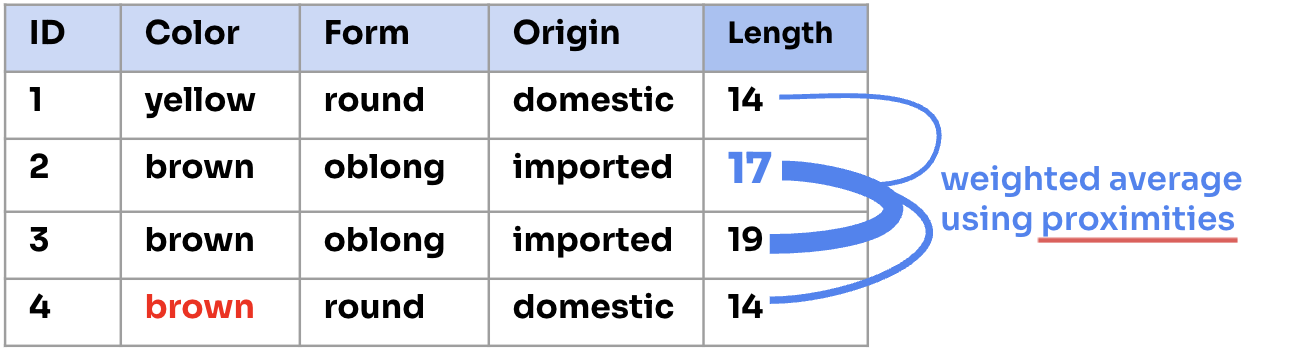 ID Color Form Origin Length
1 yellow round domestic 14
2 brown oblong imported 17
3 brown oblong imported 19
4 brown round domestic 14
weighted average
using proximities